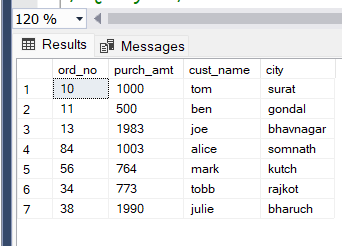 120 %
Results Messages
ord_no purch_amt cust_name city
1 10 1000 tom surat
2 11 500 ben gondal
3 13 1983 joe bhavnagar
4 84 1003 alice somnath
5 56 764 mark kutch
6 34 773 tobb rajkot
7 38 1990 julie bharuch